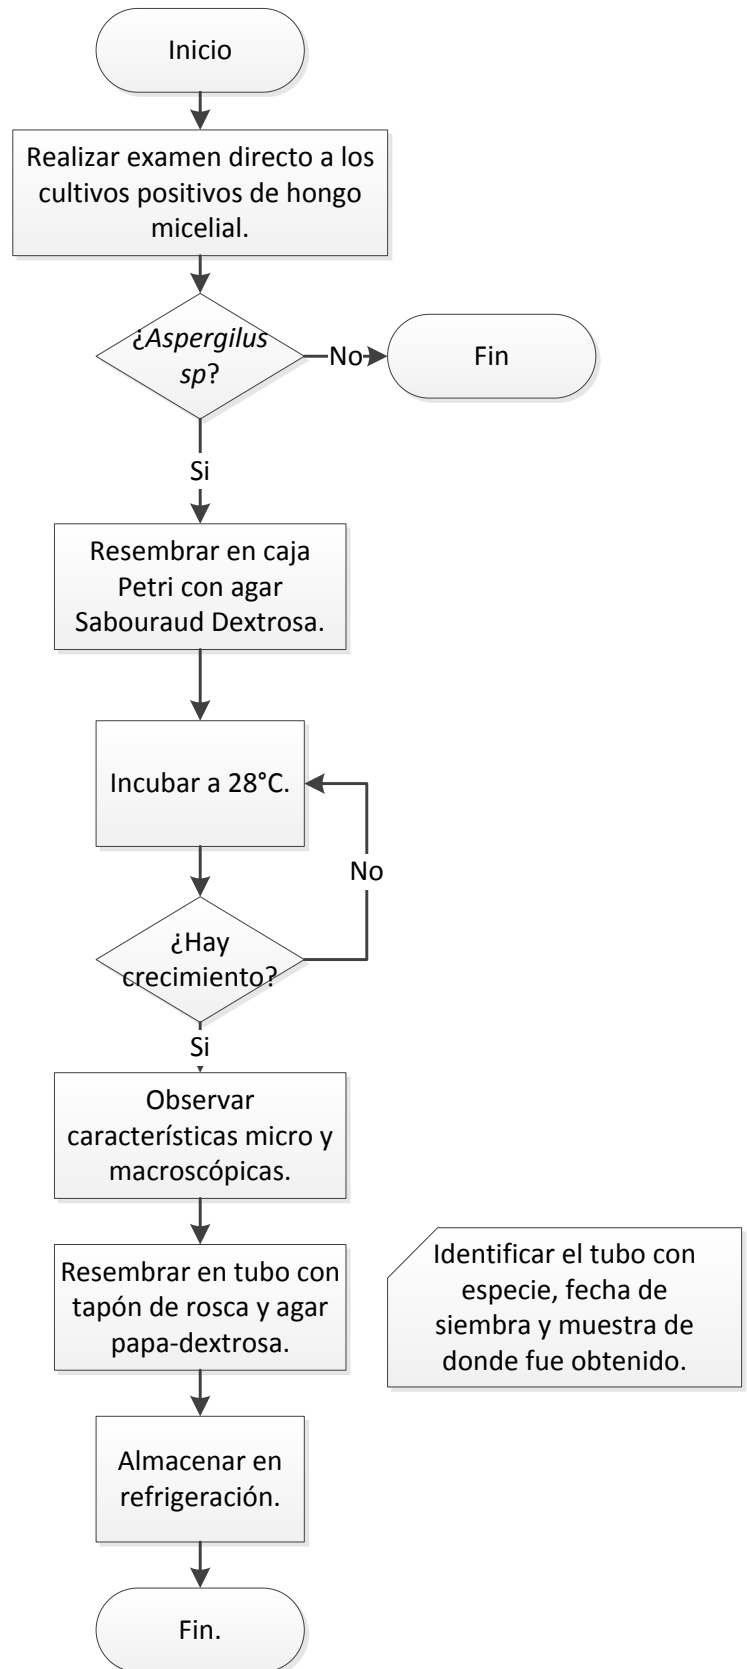 Inicio
Realizar examen directo a los
cultivos positivos de hongo
micelial.
¿Aspergilus
sp?
No
Fin
Si
Resembrar en caja
Petri con agar
Sabouraud Dextrosa.
Incubar a 28°C.
No
¿Hay
crecimiento?
Si
Observar
características micro y
macroscópicas.
Resembrar en tubo con
tapón de rosca y agar
papa-dextrosa.
Identificar el tubo con
especie, fecha de
siembra y muestra de
donde fue obtenido.
Almacenar en
refrigeración.
Fin.